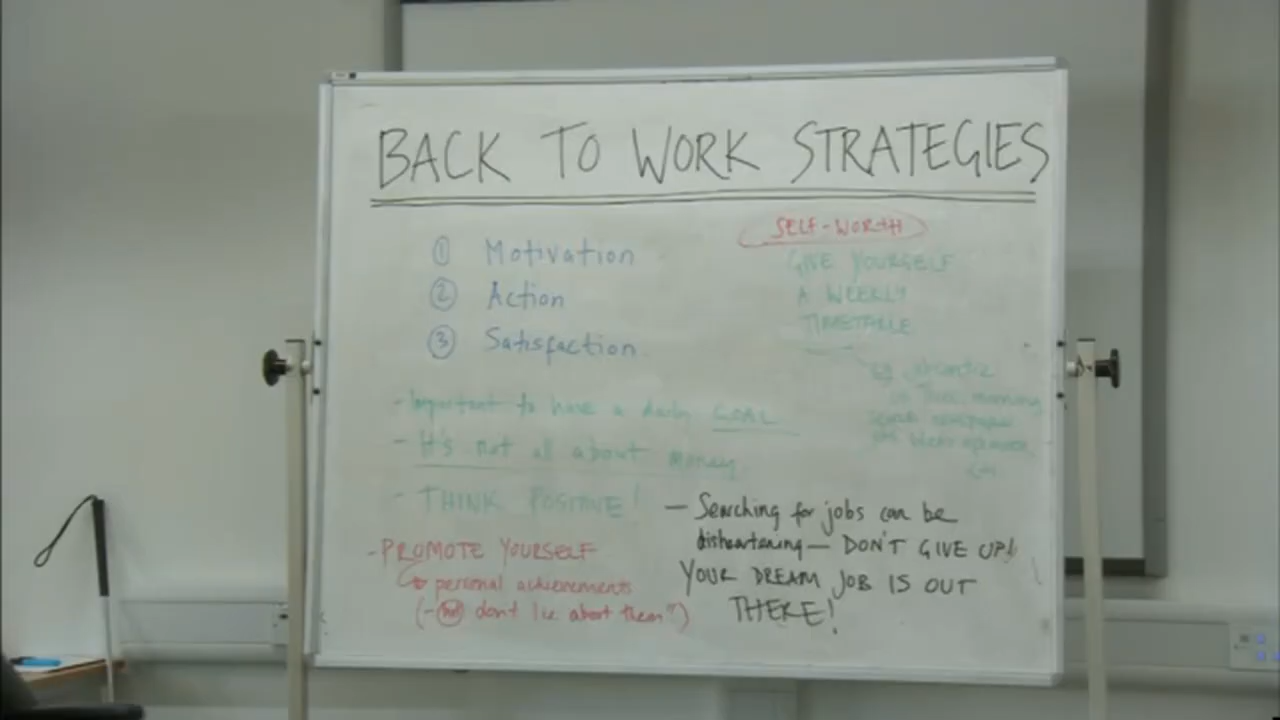 BACK TO WORK STRATEGIES
① Motivation
② Action
③ Satisfaction
SELF-WORTH
GIVE YOURSELF
A WEEKLY
TIMETABLE
- Important to have a daily GOAL
- It's not all about money
- THINK POSITIVE!
- PROMOTE YOURSELF
personal achievements
don't lie about them")
eg
morning
- Searching for jobs can be
disheartening - DON'T GIVE UP!
YOUR DREAM JOB IS OUT
THERE!